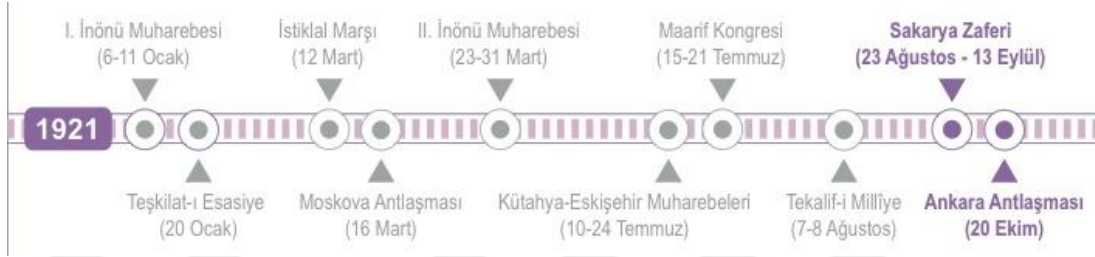 I. İnönü Muharebesi
(6-11 Ocak)
İstiklal Marşı
(12 Mart)
II. İnönü Muharebesi
(23-31 Mart)
Maarif Kongresi
(15-21 Temmuz)
Sakarya Zaferi
(23 Ağustos - 13 Eylül)
1921
Teşkilat-ı Esasiye
(20 Ocak)
Moskova Antlaşması
(16 Mart)
Kütahya-Eskişehir Muharebeleri
(10-24 Temmuz)
Tekalif-i Millîye
(7-8 Ağustos)
Ankara Antlaşması
(20 Ekim)